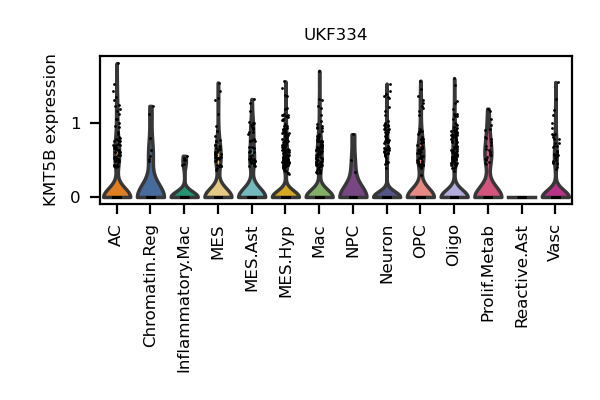 UKF334
KMT5B expression
1
0
AC
Chromatin.Reg
Inflammatory.Mac
MES
MES.Ast
MES.Hyp
Mac
NPC
Neuron
OPC
Oligo
Prolif.Metab
Reactive.Ast
Vasc